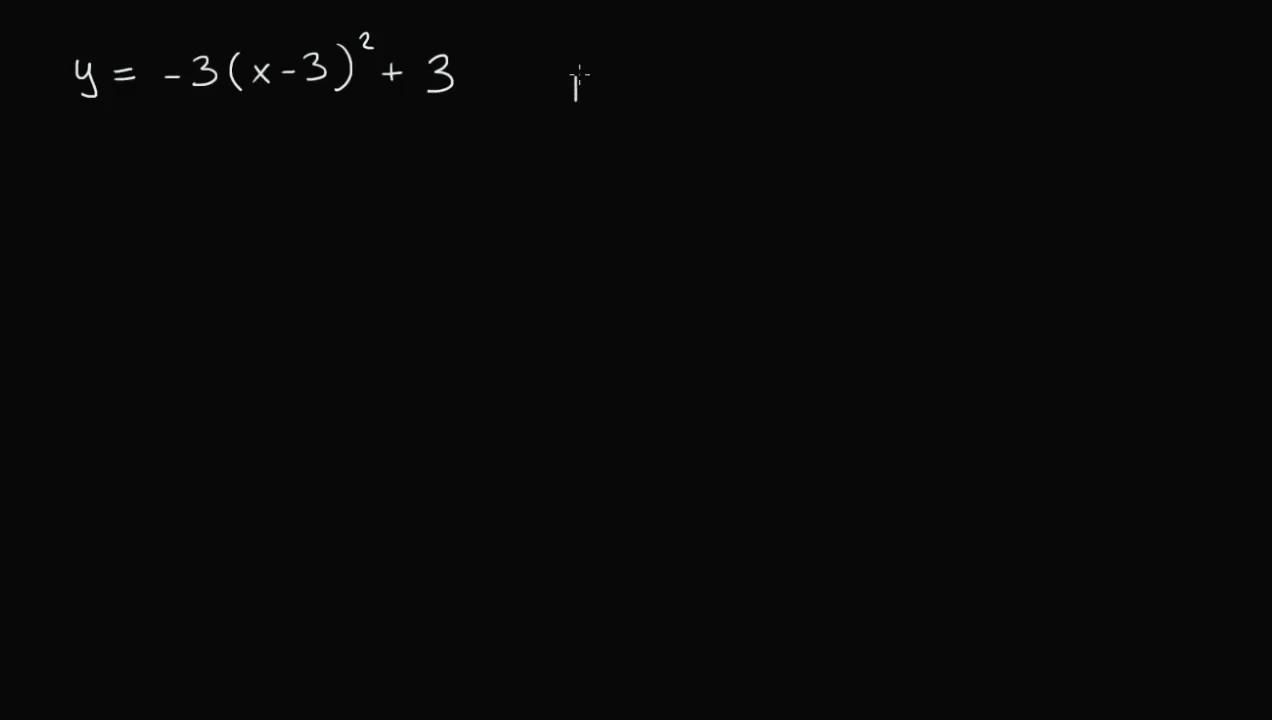 y = -3(x-3)² + 3